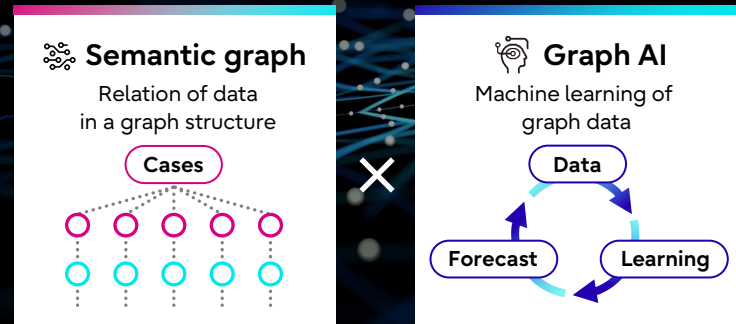 Semantic graph
Relation of data
in a graph structure
Cases
×
Graph AI
Machine learning of
graph data
Data
Forecast
Learning